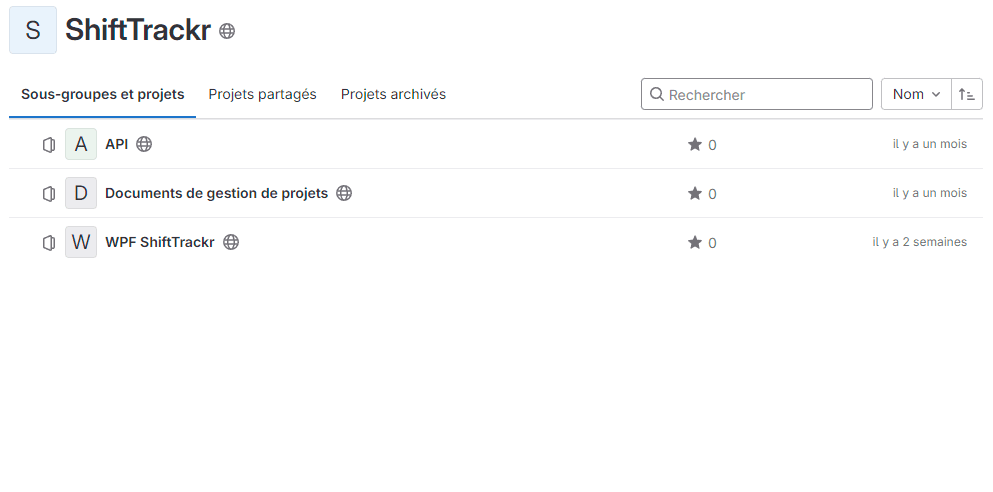 S ShiftTrackr
Sous-groupes et projets Projets partagés Projets archivés Rechercher Nom
A API 0 il y a un mois
D Documents de gestion de projets 0 il y a un mois
W WPF ShiftTrackr 0 il y a 2 semaines